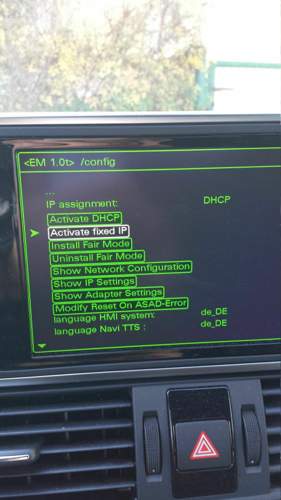 <EM 1.0t> /config
...
IP assignment: DHCP
Activate DHCP
Activate fixed IP
Install Fair Mode
Uninstall Fair Mode
Show Network Configuration
Show IP Settings
Show Adapter Settings
Modify Reset On ASAD-Error
language HMI system: de_DE
language Navi TTS : de_DE